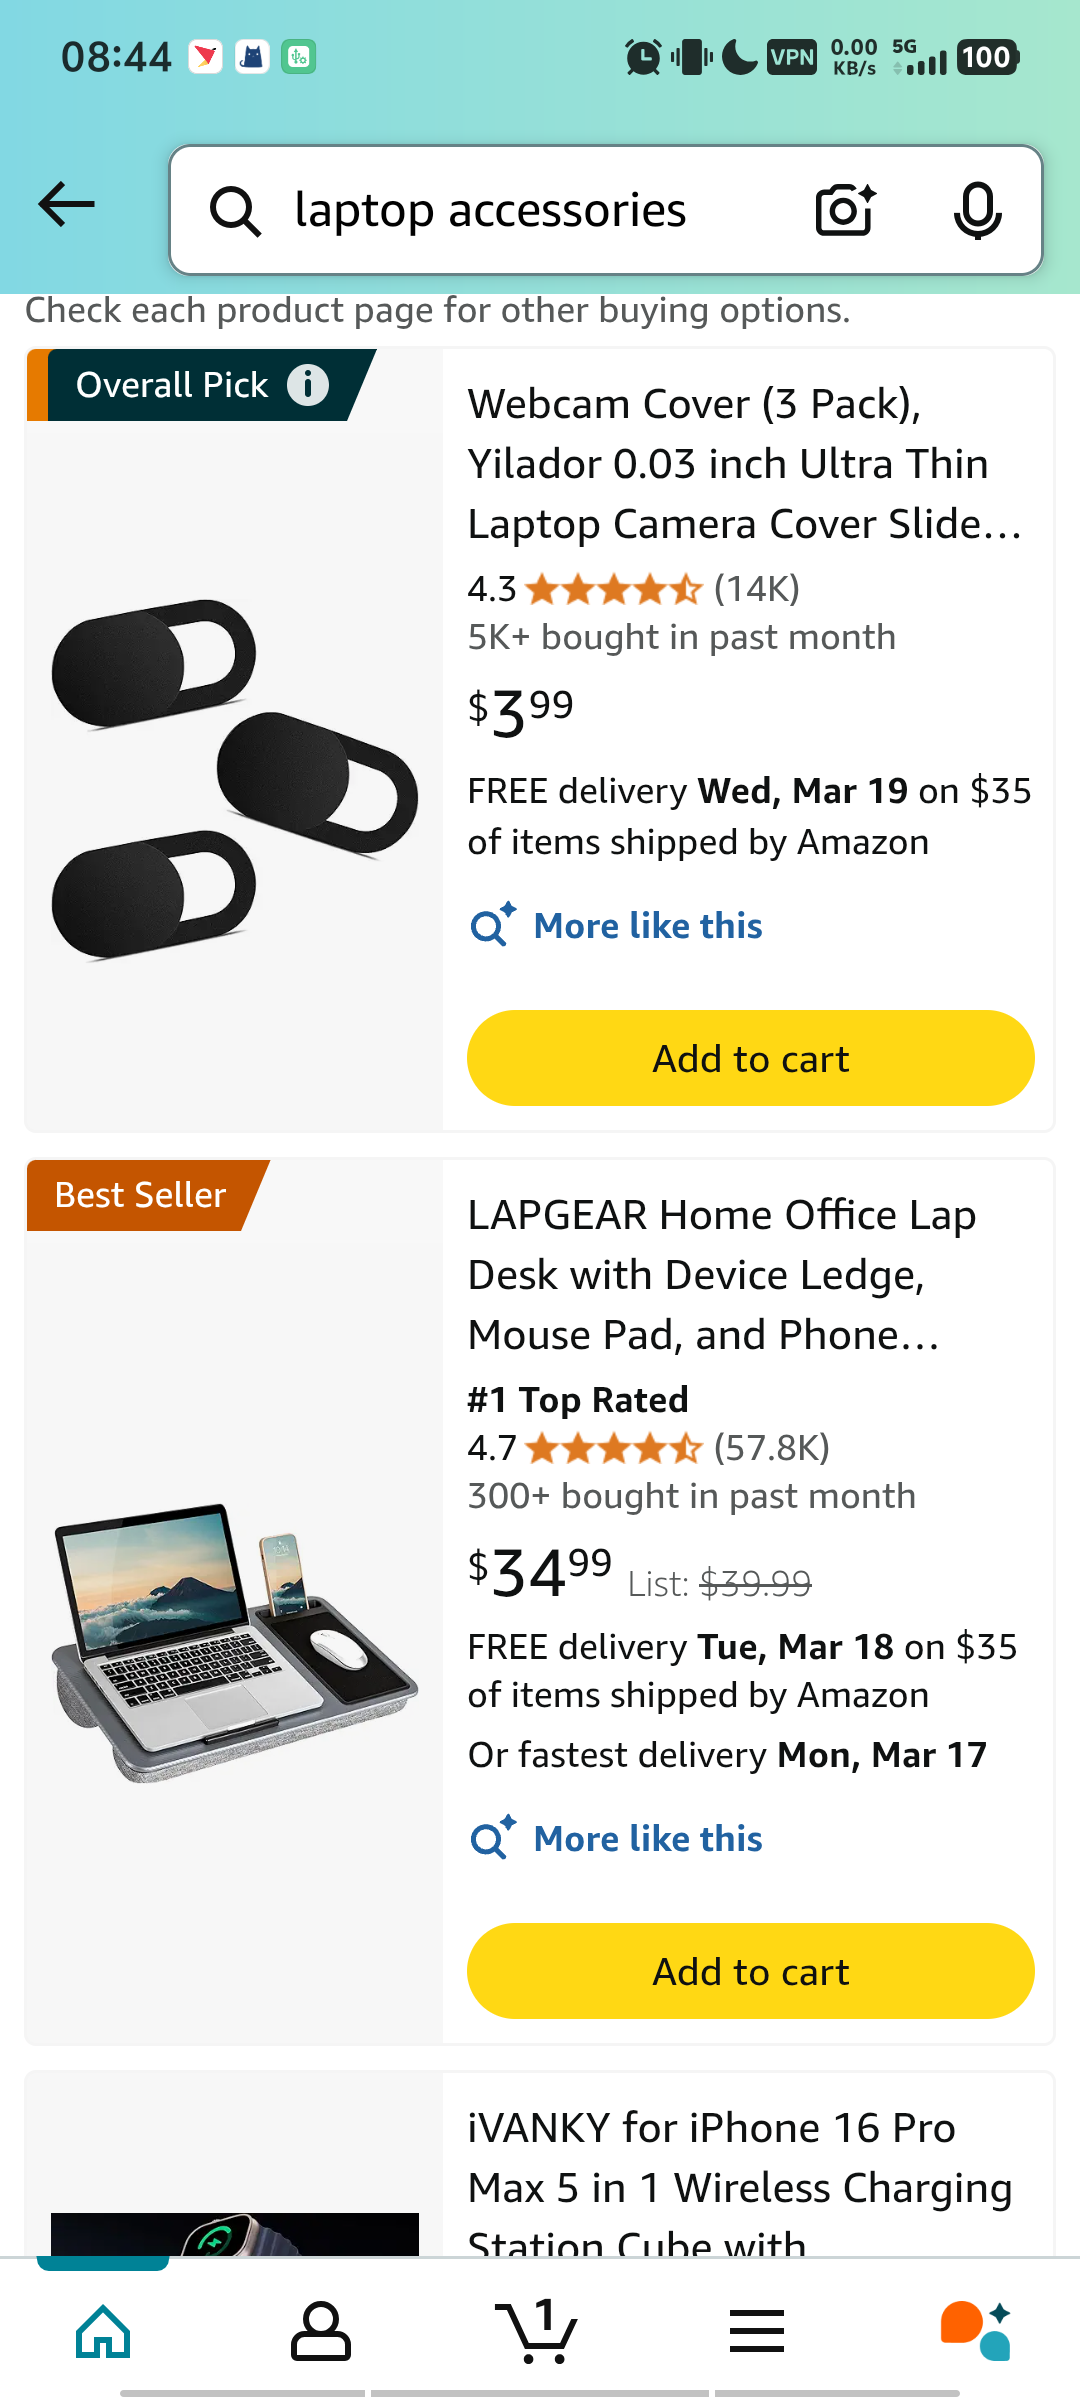 08:44
VPN
0.00 KB/s
5G
100
laptop accessories
Check each product page for other buying options.
Overall Pick
Webcam Cover (3 Pack),
Yilador 0.03 inch Ultra Thin
Laptop Camera Cover Slide...
4.3 (14K)
5K+ bought in past month
$3.99
FREE delivery Wed, Mar 19 on $35
of items shipped by Amazon
More like this
Add to cart
Best Seller
LAPGEAR Home Office Lap
Desk with Device Ledge,
Mouse Pad, and Phone...
#1 Top Rated
4.7 (57.8K)
300+ bought in past month
$34.99 List: $39.99
FREE delivery Tue, Mar 18 on $35
of items shipped by Amazon
Or fastest delivery Mon, Mar 17
More like this
Add to cart
iVANKY for iPhone 16 Pro
Max 5 in 1 Wireless Charging
Station Cube with
1